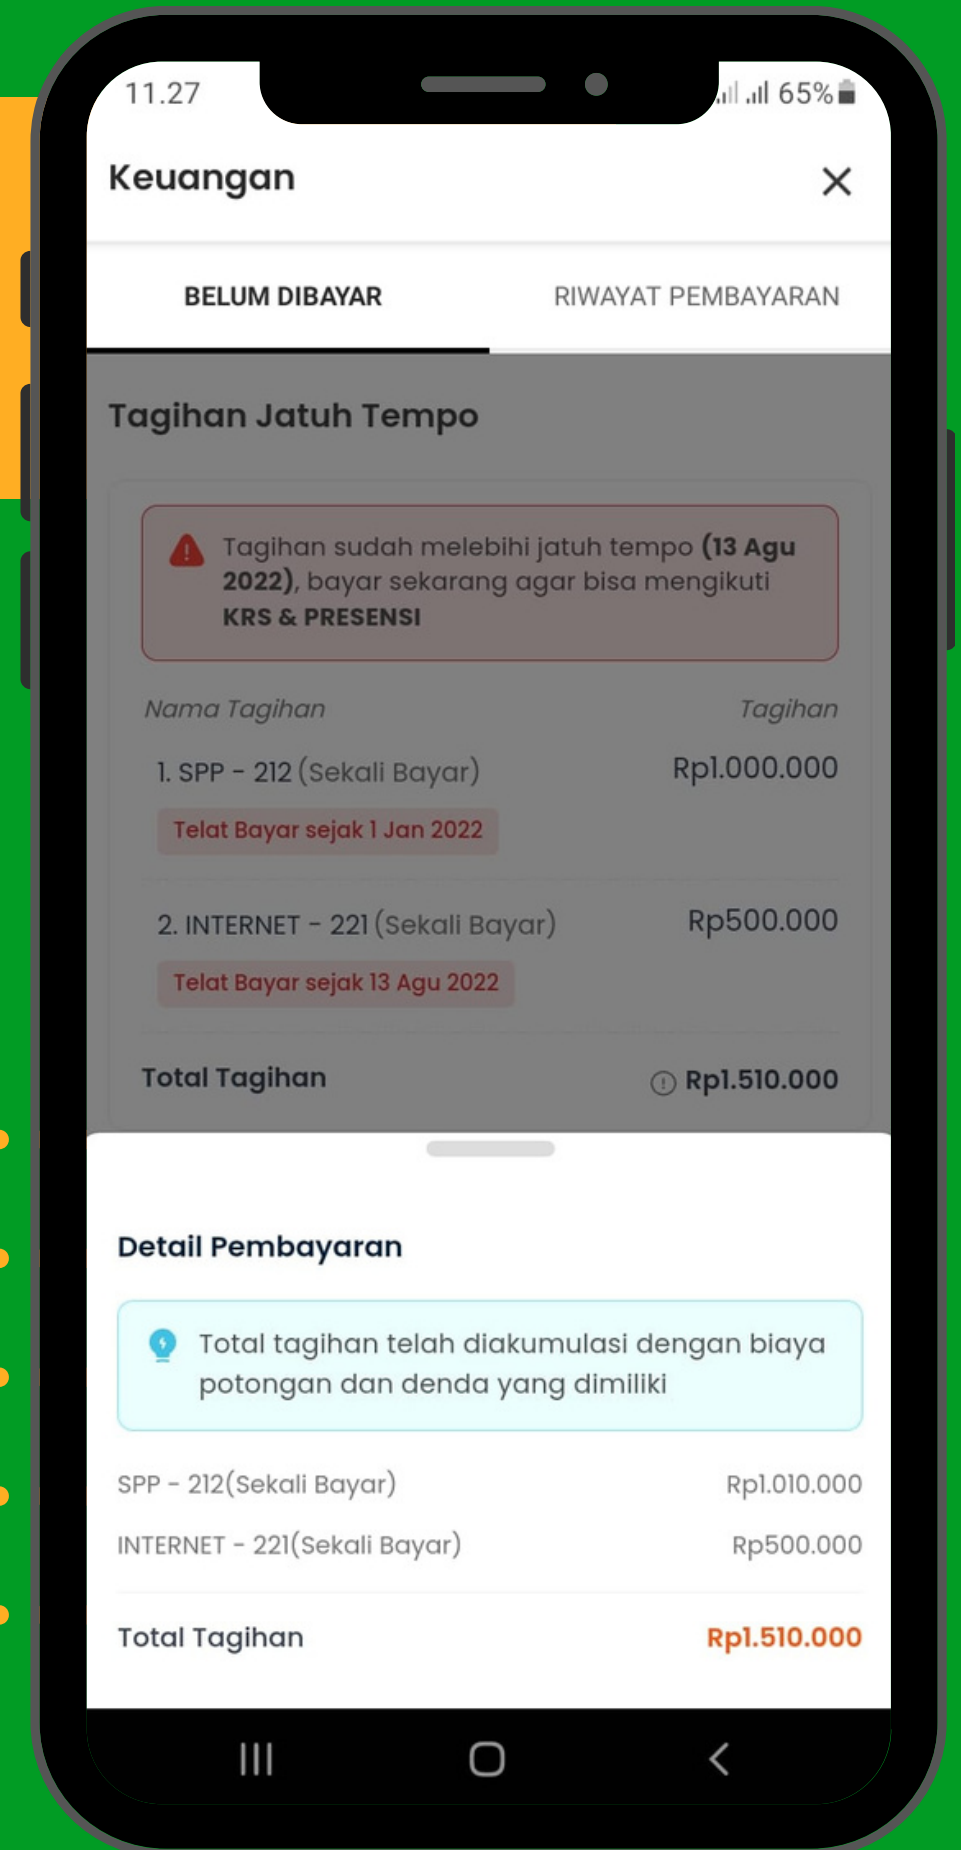 11.27
65%
Keuangan
BELUM DIBAYAR
RIWAYAT PEMBAYARAN
Tagihan Jatuh Tempo
Tagihan sudah melebihi jatuh tempo (13 Agu
2022), bayar sekarang agar bisa mengikuti
KRS & PRESENSI
Nama Tagihan
Tagihan
1. SPP - 212 (Sekali Bayar)
Rp1.000.000
Telat Bayar sejak 1 Jan 2022
2. INTERNET - 221 (Sekali Bayar)
Rp500.000
Telat Bayar sejak 13 Agu 2022
Total Tagihan
Rp1.510.000
Detail Pembayaran
Total tagihan telah diakumulasi dengan biaya
potongan dan denda yang dimiliki
SPP - 212(Sekali Bayar)
Rp1.010.000
INTERNET - 221(Sekali Bayar)
Rp500.000
Total Tagihan
Rp1.510.000